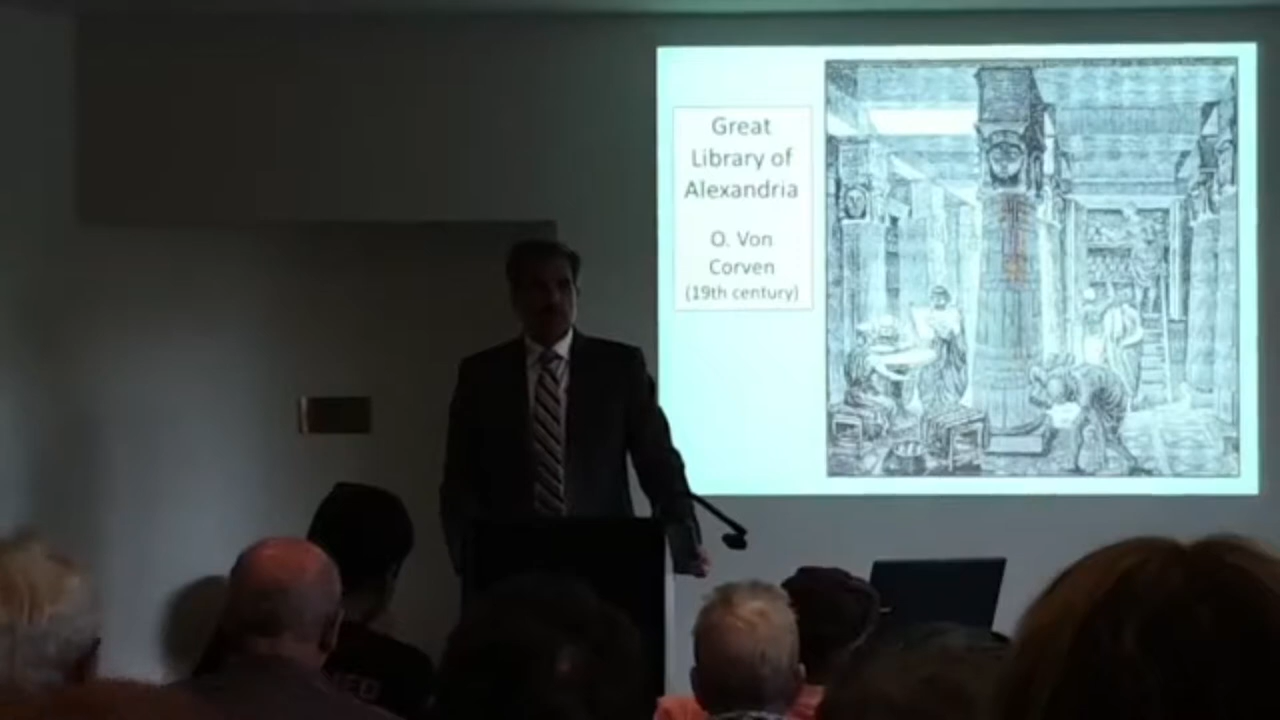 Great
Library of
Alexandria
O. Von
Corven
(19th century)